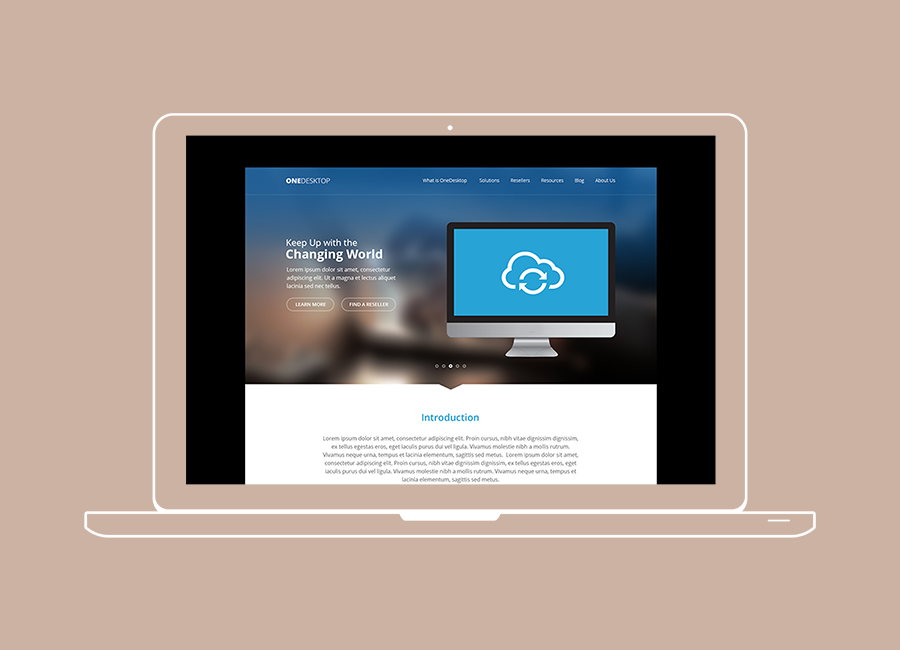 ONEDESKTOP
What is OneDesktop Solutions Resellers Resources Blog About Us
Keep Up with the
Changing World
Lorem ipsum dolor sit amet, consectetur
adipiscing elit. Ut a magna et lectus aliquet
lacinia sed nec tellus.
LEARN MORE FIND A RESELLER
Introduction
Lorem ipsum dolor sit amet, consectetur adipiscing elit. Proin cursus, nibh vitae dignissim dignissim,
ex tellus egestas eros, eget iaculis purus dui vel ligula. Vivamus molestie nibh a mollis rutrum.
Vivamus neque urna, tempus et lacinia elementum, sagittis sed metus. Lorem ipsum dolor sit amet,
consectetur adipiscing elit. Proin cursus, nibh vitae dignissim dignissim, ex tellus egestas eros, eget
iaculis purus dui vel ligula. Vivamus molestie nibh a mollis rutrum. Vivamus neque urna, tempus et
lacinia elementum, sagittis sed metus.